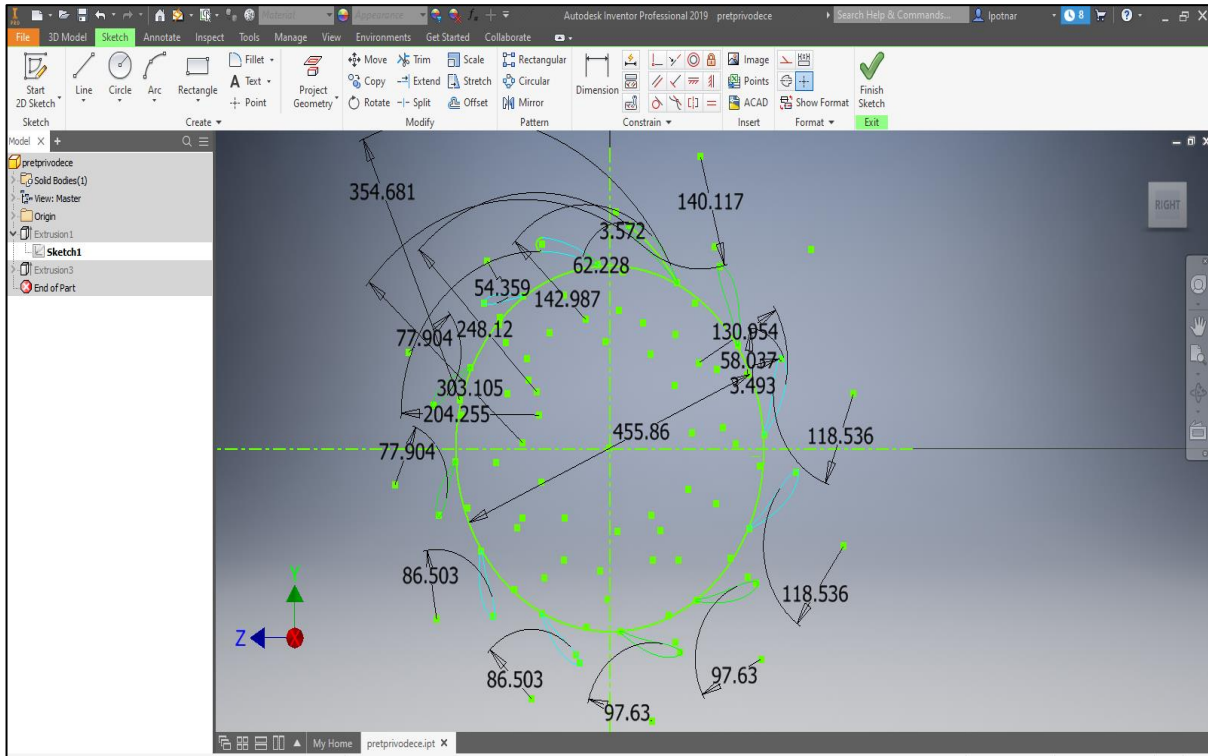 I
PRO
Material
Appearance
fx
Autodesk Inventor Professional 2019 pretprivodece
Search Help & Commands...
lpotnar
8
?
File 3D Model Sketch Annotate Inspect Tools Manage View Environments Get Started Collaborate
Start
2D Sketch
Line
Circle
Arc
Rectangle
Fillet
A Text
Point
Project
Geometry
Move
Copy
Rotate
Trim
Extend
Split
Scale
Stretch
Offset
Rectangular
Circular
Mirror
Dimension
Image
Points
ACAD
Show Format
Finish
Sketch
Sketch
Create
Modify
Pattern
Constrain
Insert
Format
Exit
Model
pretprivodece
Solid Bodies(1)
View: Master
Origin
Extrusion1
Sketch1
Extrusion3
End of Part
354.681
140.117
3.572
62.228
54.359
142.987
77.904
248.12
130.954
58.037
3.493
303.105
204.255
455.86
118.536
77.904
86.503
118.536
86.503
97.63
97.63
RIGHT
Y
Z
X
My Home pretprivodece.ipt